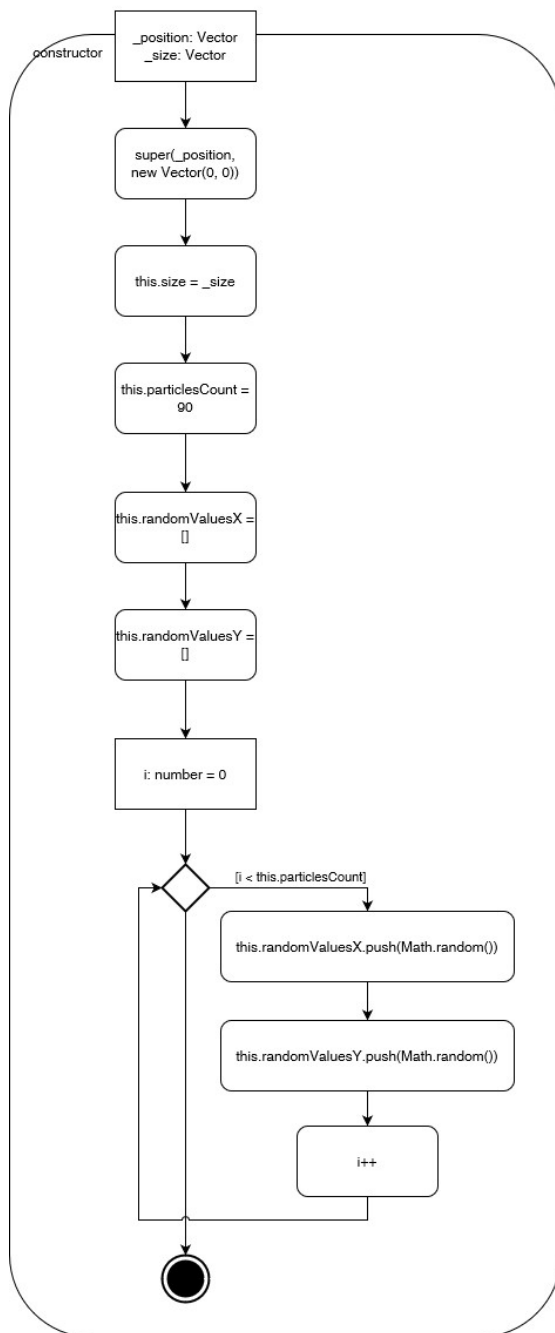 constructor
_position: Vector
_size: Vector
super(_position,
new Vector(0, 0))
this.size = _size
this.particlesCount =
90
this.randomValuesX =
[]
this.randomValuesY =
[]
i: number = 0
[i < this.particlesCount]
this.randomValuesX.push(Math.random())
this.randomValuesY.push(Math.random())
i++